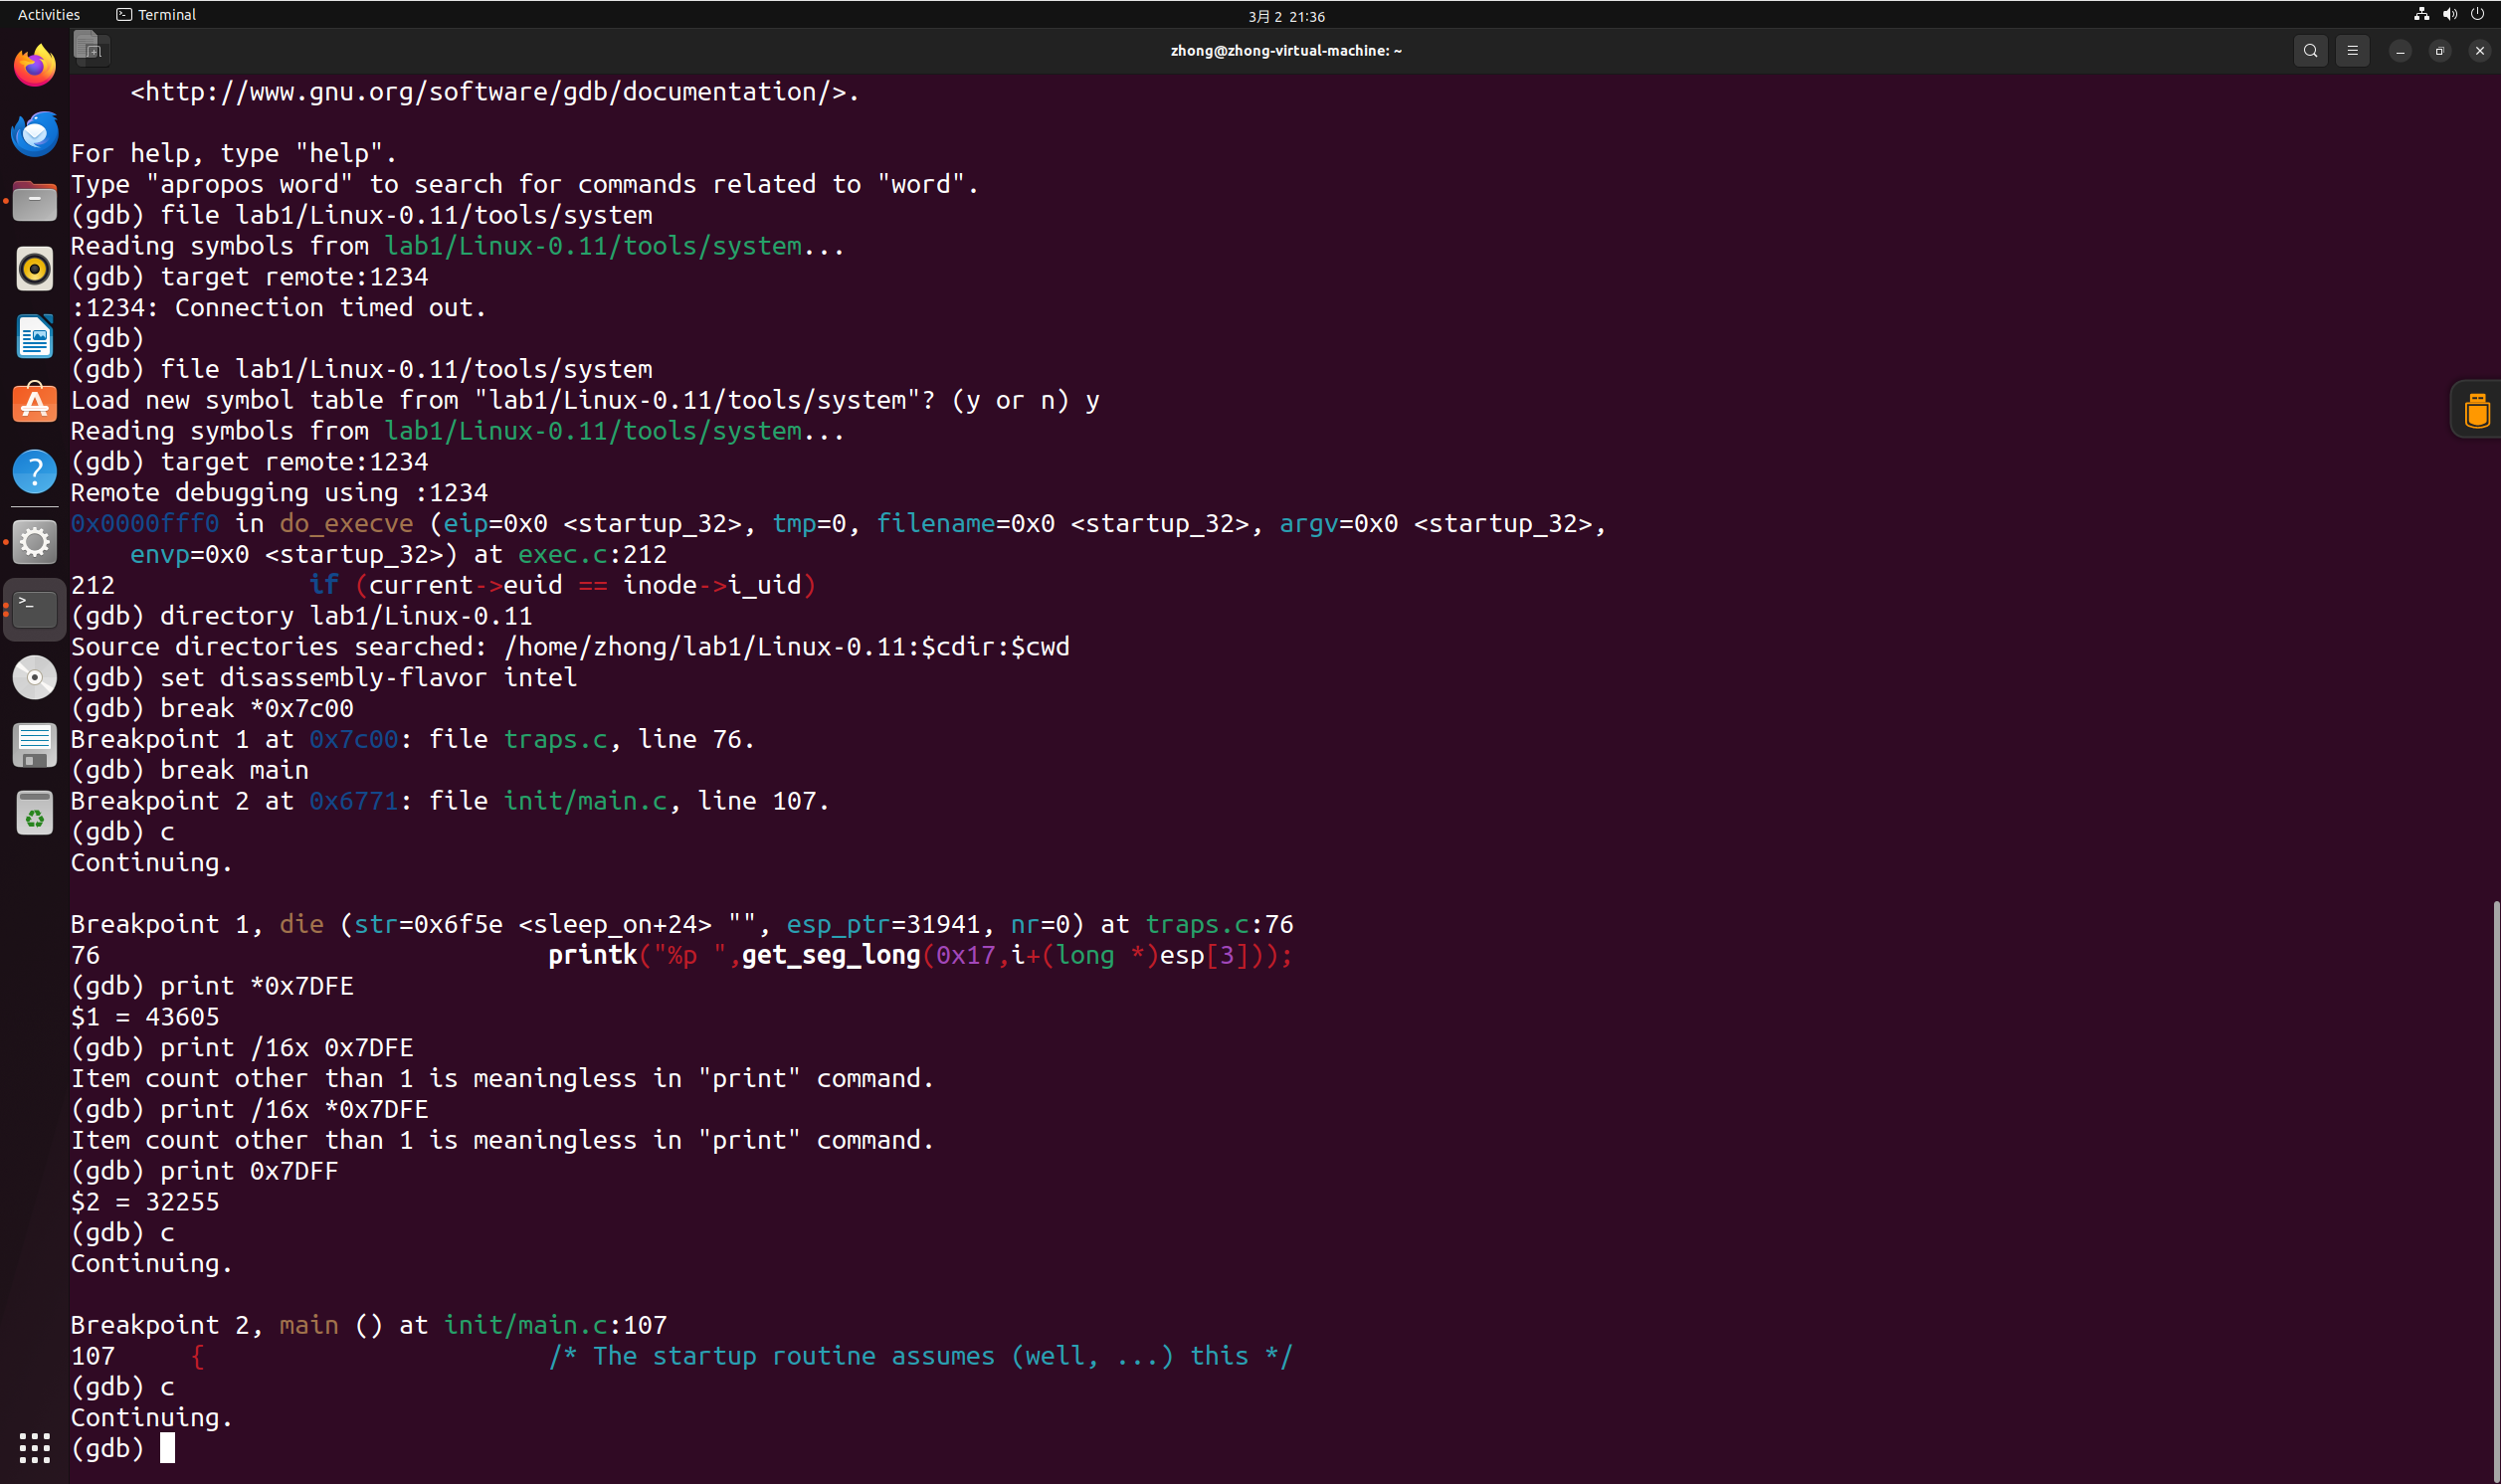 Activities
Terminal
3月 2 21:36
zhong@zhong-virtual-machine: ~
<http://www.gnu.org/software/gdb/documentation/>.
For help, type "help".
Type "apropos word" to search for commands related to "word".
(gdb) file lab1/Linux-0.11/tools/system
Reading symbols from lab1/Linux-0.11/tools/system...
(gdb) target remote:1234
:1234: Connection timed out.
(gdb)
(gdb) file lab1/Linux-0.11/tools/system
Load new symbol table from "lab1/Linux-0.11/tools/system"? (y or n) y
Reading symbols from lab1/Linux-0.11/tools/system...
(gdb) target remote:1234
Remote debugging using :1234
0x0000fff0 in do_execve (eip=0x0 <startup_32>, tmp=0, filename=0x0 <startup_32>, argv=0x0 <startup_32>,
envp=0x0 <startup_32>) at exec.c:212
212 if (current->euid == inode->i_uid)
(gdb) directory lab1/Linux-0.11
Source directories searched: /home/zhong/lab1/Linux-0.11:$cdir:$cwd
(gdb) set disassembly-flavor intel
(gdb) break *0x7c00
Breakpoint 1 at 0x7c00: file traps.c, line 76.
(gdb) break main
Breakpoint 2 at 0x6771: file init/main.c, line 107.
(gdb) c
Continuing.
Breakpoint 1, die (str=0x6f5e <sleep_on+24> "", esp_ptr=31941, nr=0) at traps.c:76
76 printk("%p ",get_seg_long(0x17,i+(long *)esp[3]));
(gdb) print *0x7DFE
$1 = 43605
(gdb) print /16x 0x7DFE
Item count other than 1 is meaningless in "print" command.
(gdb) print /16x *0x7DFE
Item count other than 1 is meaningless in "print" command.
(gdb) print 0x7DFF
$2 = 32255
(gdb) c
Continuing.
Breakpoint 2, main () at init/main.c:107
107 { /* The startup routine assumes (well, ...) this */
(gdb) c
Continuing.
(gdb)